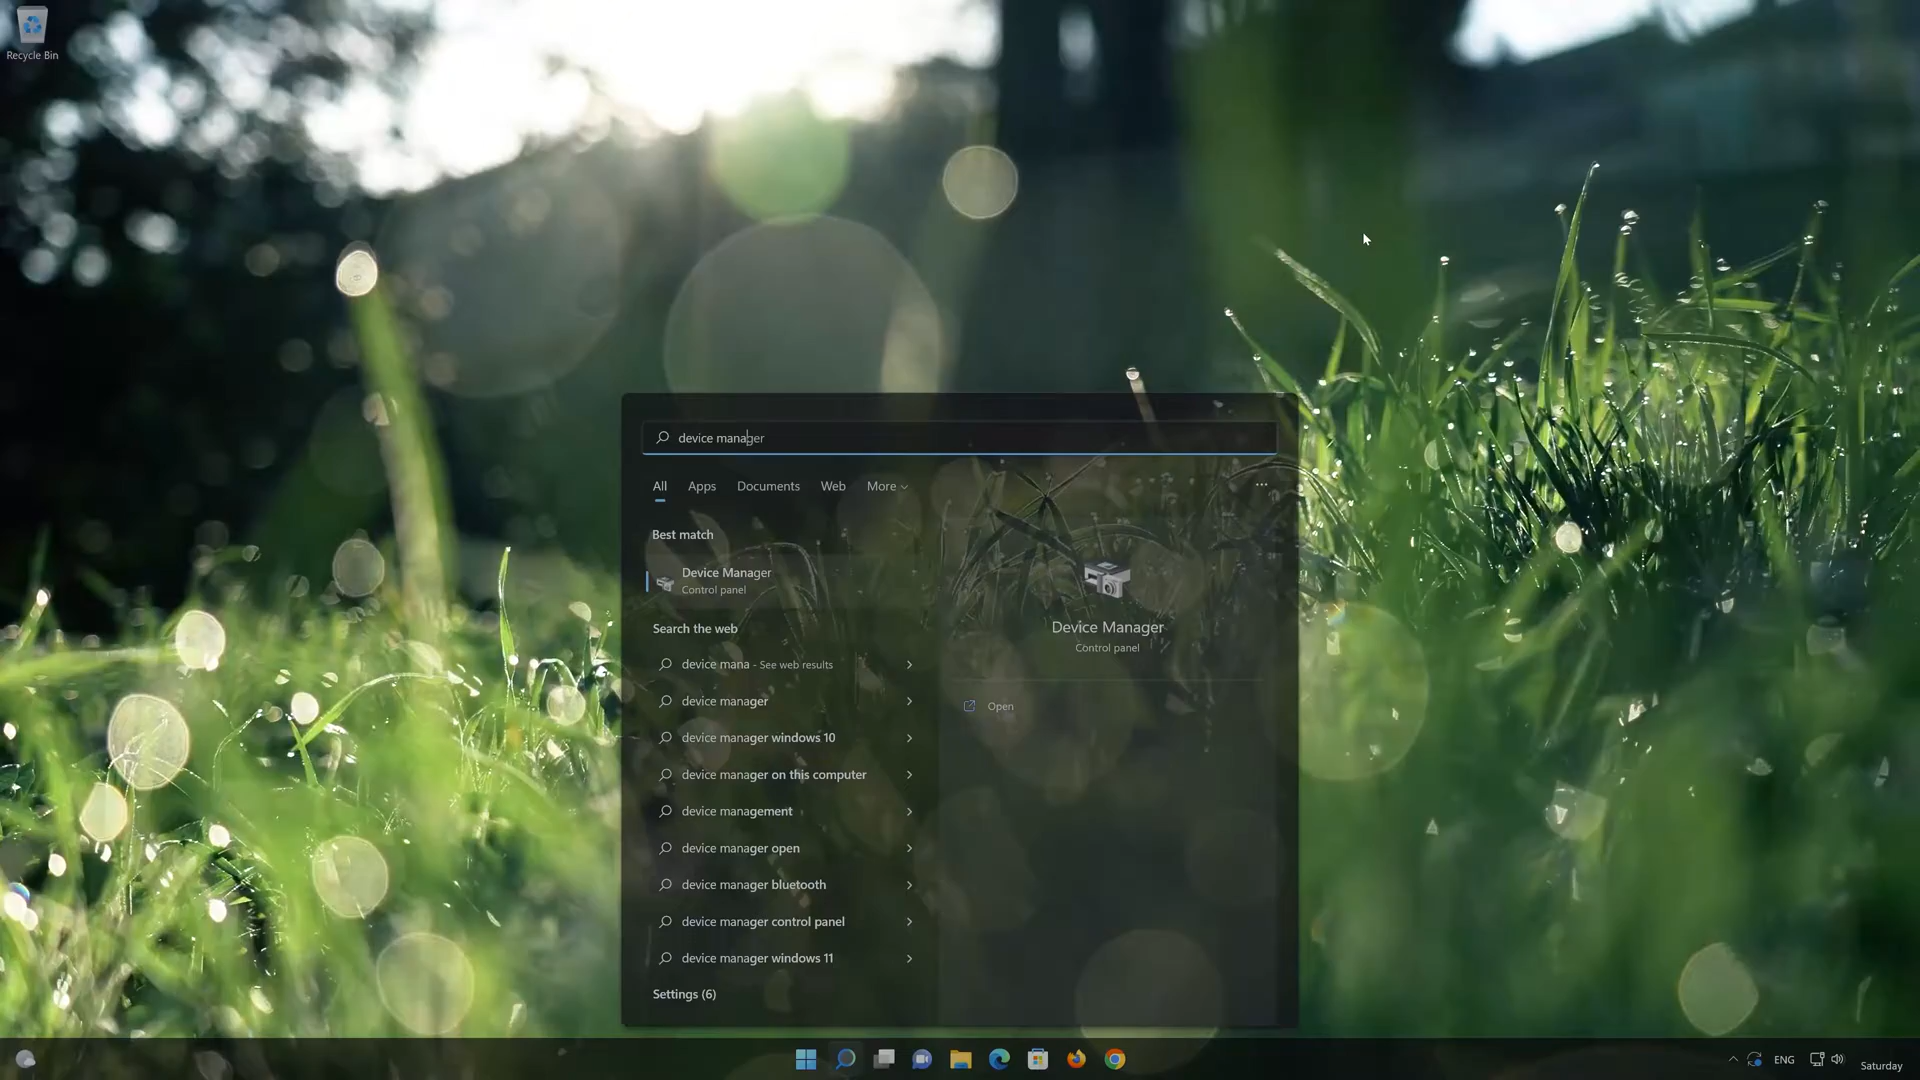 Recycle Bin
device manager
All Apps Documents Web More
Best match
Device Manager
Control panel
Search the web
device mana - See web results
device manager
device manager windows 10
device manager on this computer
device management
device manager open
device manager bluetooth
device manager control panel
device manager windows 11
Settings (6)
Device Manager
Control panel
Open
ENG
Saturday